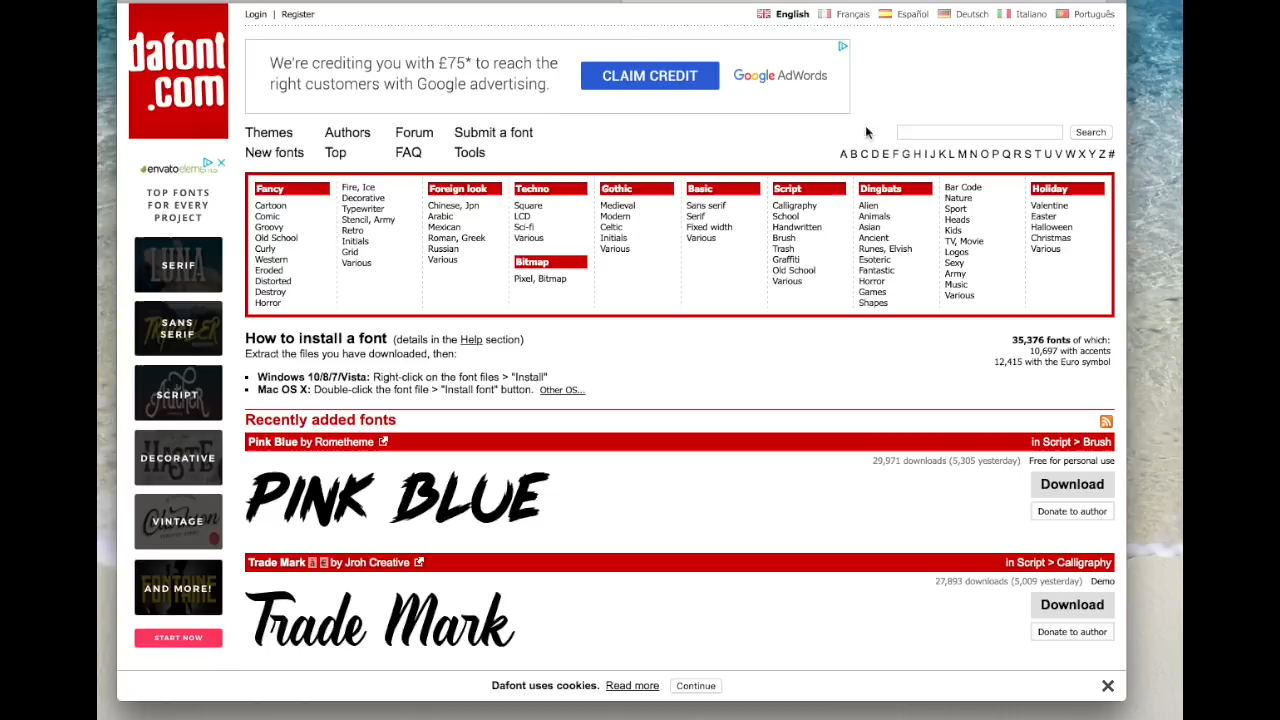 Login | Register
English Français Español Deutsch Italiano Português
dafont
.com
We're crediting you with £75* to reach the
right customers with Google advertising.
CLAIM CREDIT
Google AdWords
Themes Authors Forum Submit a font
New fonts Top FAQ Tools
Search
A B C D E F G H I J K L M N O P Q R S T U V W X Y Z #
envato
TOP FONTS
FOR EVERY
PROJECT
SERIF
SANS
SERIF
SCRIPT
DECORATIVE
VINTAGE
AND MORE!
START NOW
Fancy
Cartoon
Comic
Groovy
Old School
Curly
Western
Eroded
Distorted
Destroy
Horror
Fire, Ice
Decorative
Typewriter
Stencil, Army
Retro
Initials
Grid
Various
Foreign look
Chinese, Jpn
Arabic
Mexican
Roman, Greek
Russian
Various
Techno
Square
LCD
Sci-fi
Various
Bitmap
Pixel, Bitmap
Gothic
Medieval
Modern
Celtic
Initials
Various
Basic
Sans serif
Serif
Fixed width
Various
Script
Calligraphy
School
Handwritten
Brush
Trash
Graffiti
Old School
Various
Dingbats
Alien
Animals
Asian
Ancient
Runes, Elvish
Esoteric
Fantastic
Horror
Games
Shapes
Bar Code
Nature
Sport
Heads
Kids
TV, Movie
Logos
Sexy
Army
Music
Various
Holiday
Valentine
Easter
Halloween
Christmas
Various
How to install a font (details in the Help section)
Extract the files you have downloaded, then:
Windows 10/8/7/Vista: Right-click on the font files > "Install"
Mac OS X: Double-click the font file > "Install font" button. Other OS...
35,376 fonts of which:
10,697 with accents
12,415 with the Euro symbol
Recently added fonts
Pink Blue by Rometheme in Script > Brush
29,971 downloads (5,305 yesterday) Free for personal use
PINK BLUE
Download
Donate to author
Trade Mark by Jroh Creative in Script > Calligraphy
27,893 downloads (5,009 yesterday) Demo
Trade Mark
Download
Donate to author
Dafont uses cookies. Read more Continue